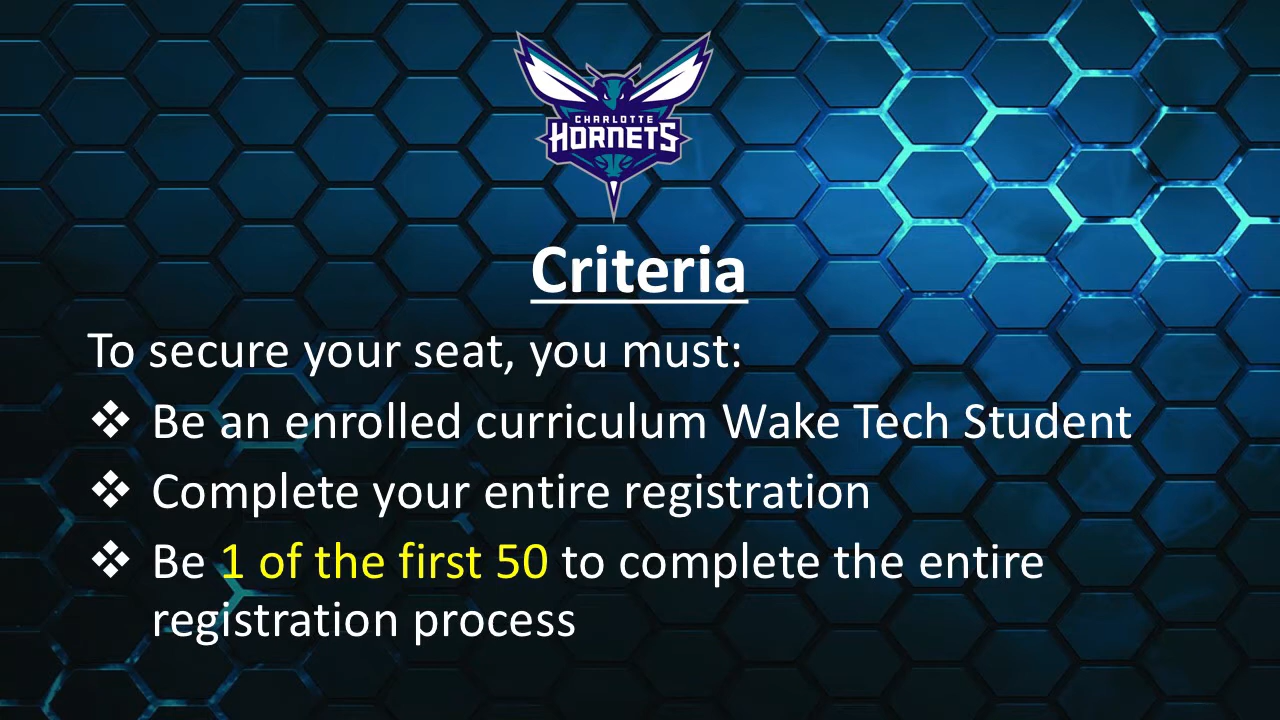 CHARLOTTE
HORNETS
Criteria
To secure your seat, you must:
❖ Be an enrolled curriculum Wake Tech Student
❖ Complete your entire registration
❖ Be 1 of the first 50 to complete the entire
registration process